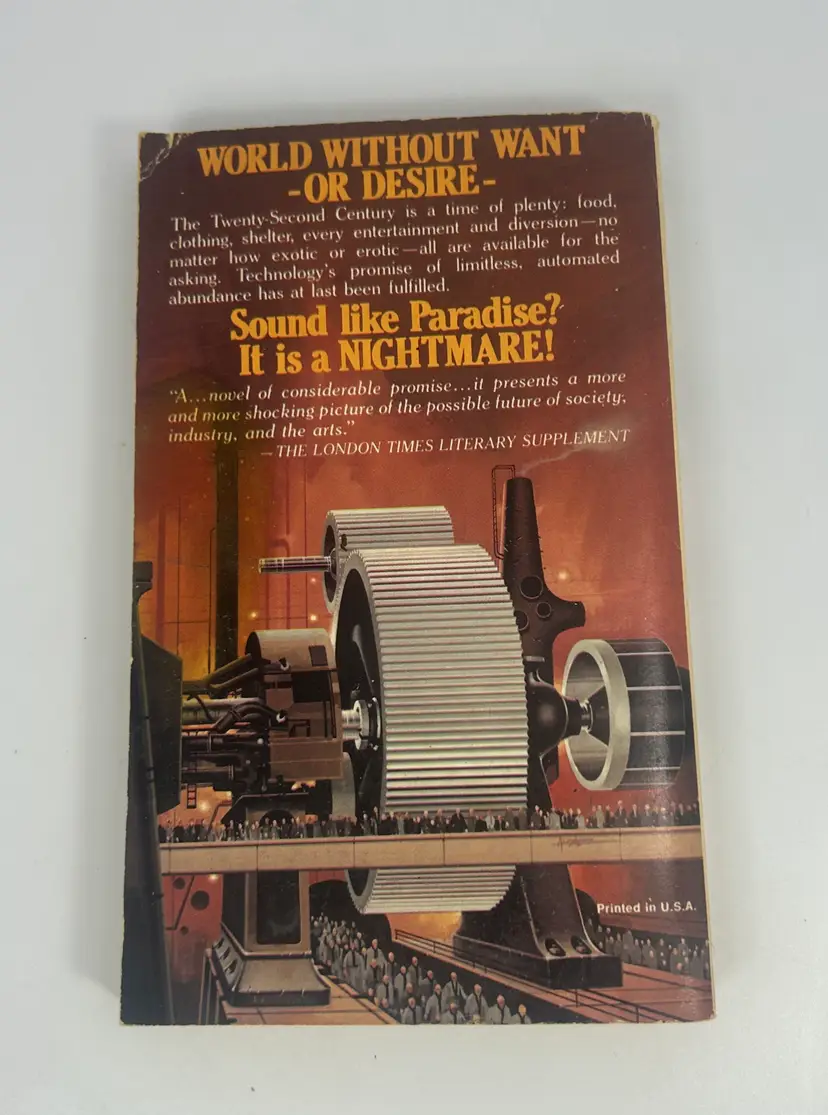 WORLD WITHOUT WANT
-OR DESIRE-
The Twenty-Second Century is a time of plenty: food,
clothing, shelter, every entertainment and diversion—no
matter how exotic or erotic—all are available for the
asking. Technology's promise of limitless, automated
abundance has at last been fulfilled.
Sound like Paradise?
It is a NIGHTMARE!
"A...novel of considerable promise...it presents a more
and more shocking picture of the possible future of society,
industry, and the arts."
—THE LONDON TIMES LITERARY SUPPLEMENT
Printed in U.S.A.